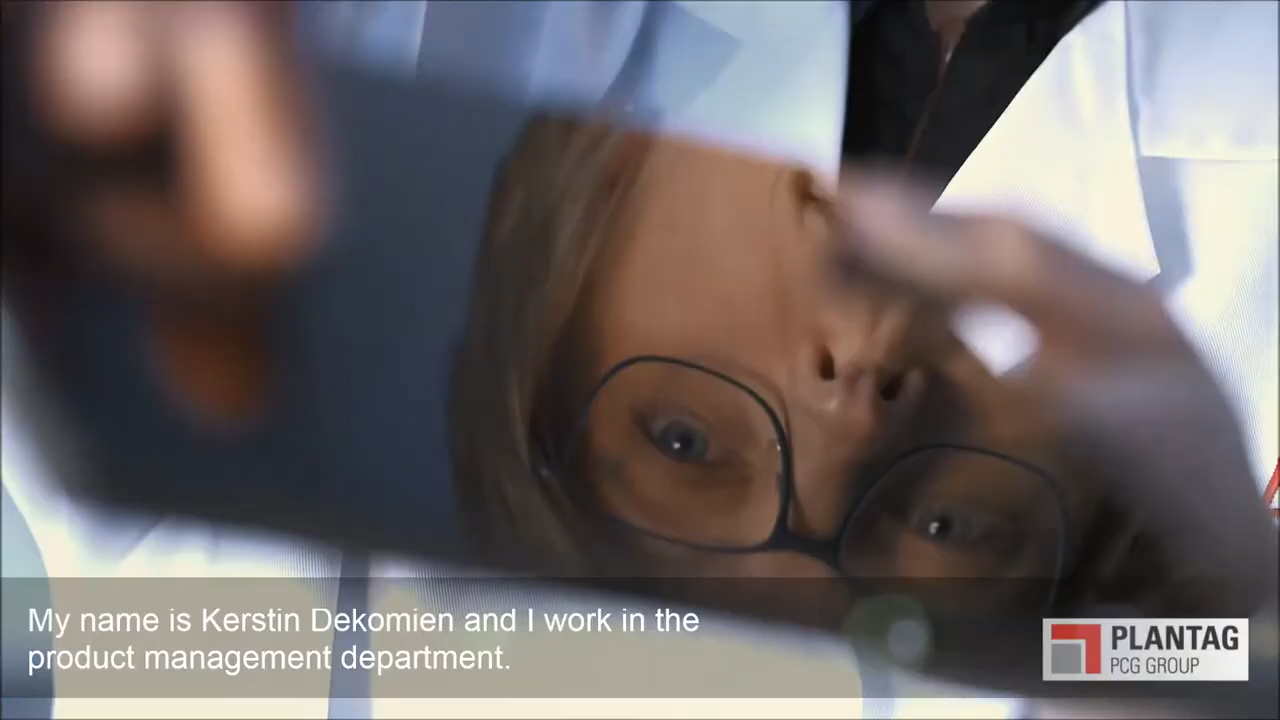 My name is Kerstin Dekomien and I work in the
product management department.
PLANTAG
PCG GROUP